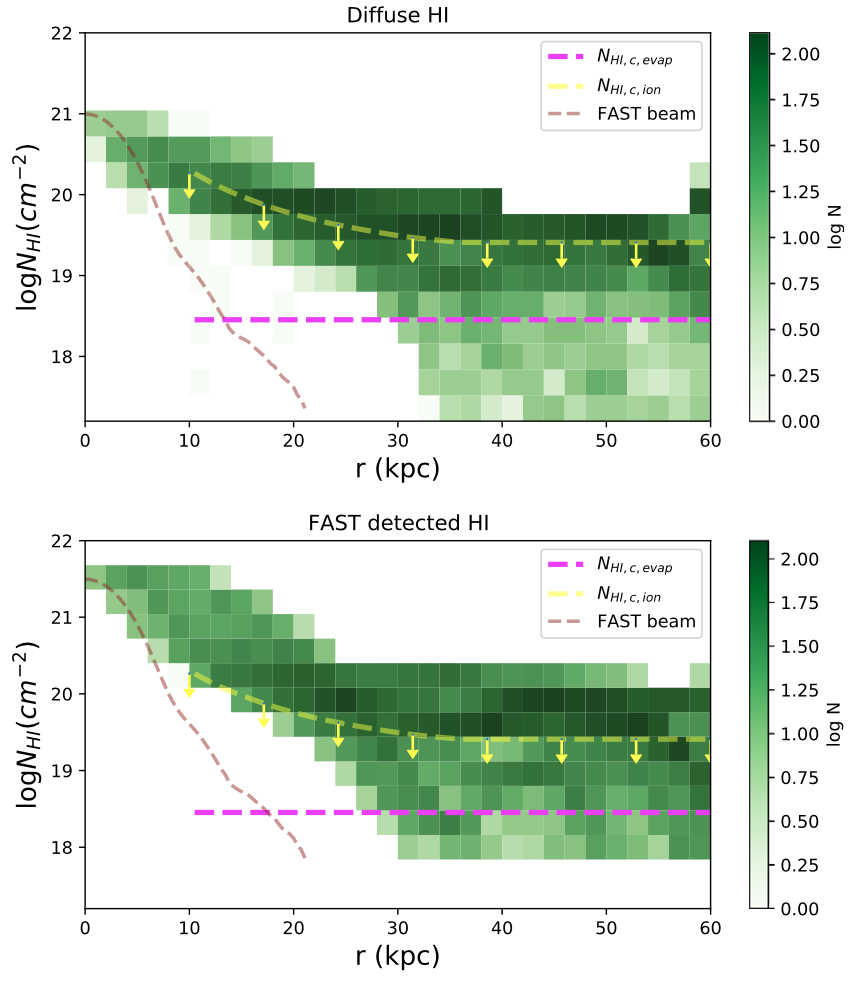 Diffuse HI
22
21
20
19
18
logN_HI(cm^−2)
N_HI,c,evap
N_HI,c,ion
FAST beam
0 10 20 30 40 50 60
r (kpc)
2.00
1.75
1.50
1.25
1.00
0.75
0.50
0.25
0.00
log N
FAST detected HI
22
21
20
19
18
logN_HI(cm^−2)
N_HI,c,evap
N_HI,c,ion
FAST beam
0 10 20 30 40 50 60
r (kpc)
2.00
1.75
1.50
1.25
1.00
0.75
0.50
0.25
0.00
log N